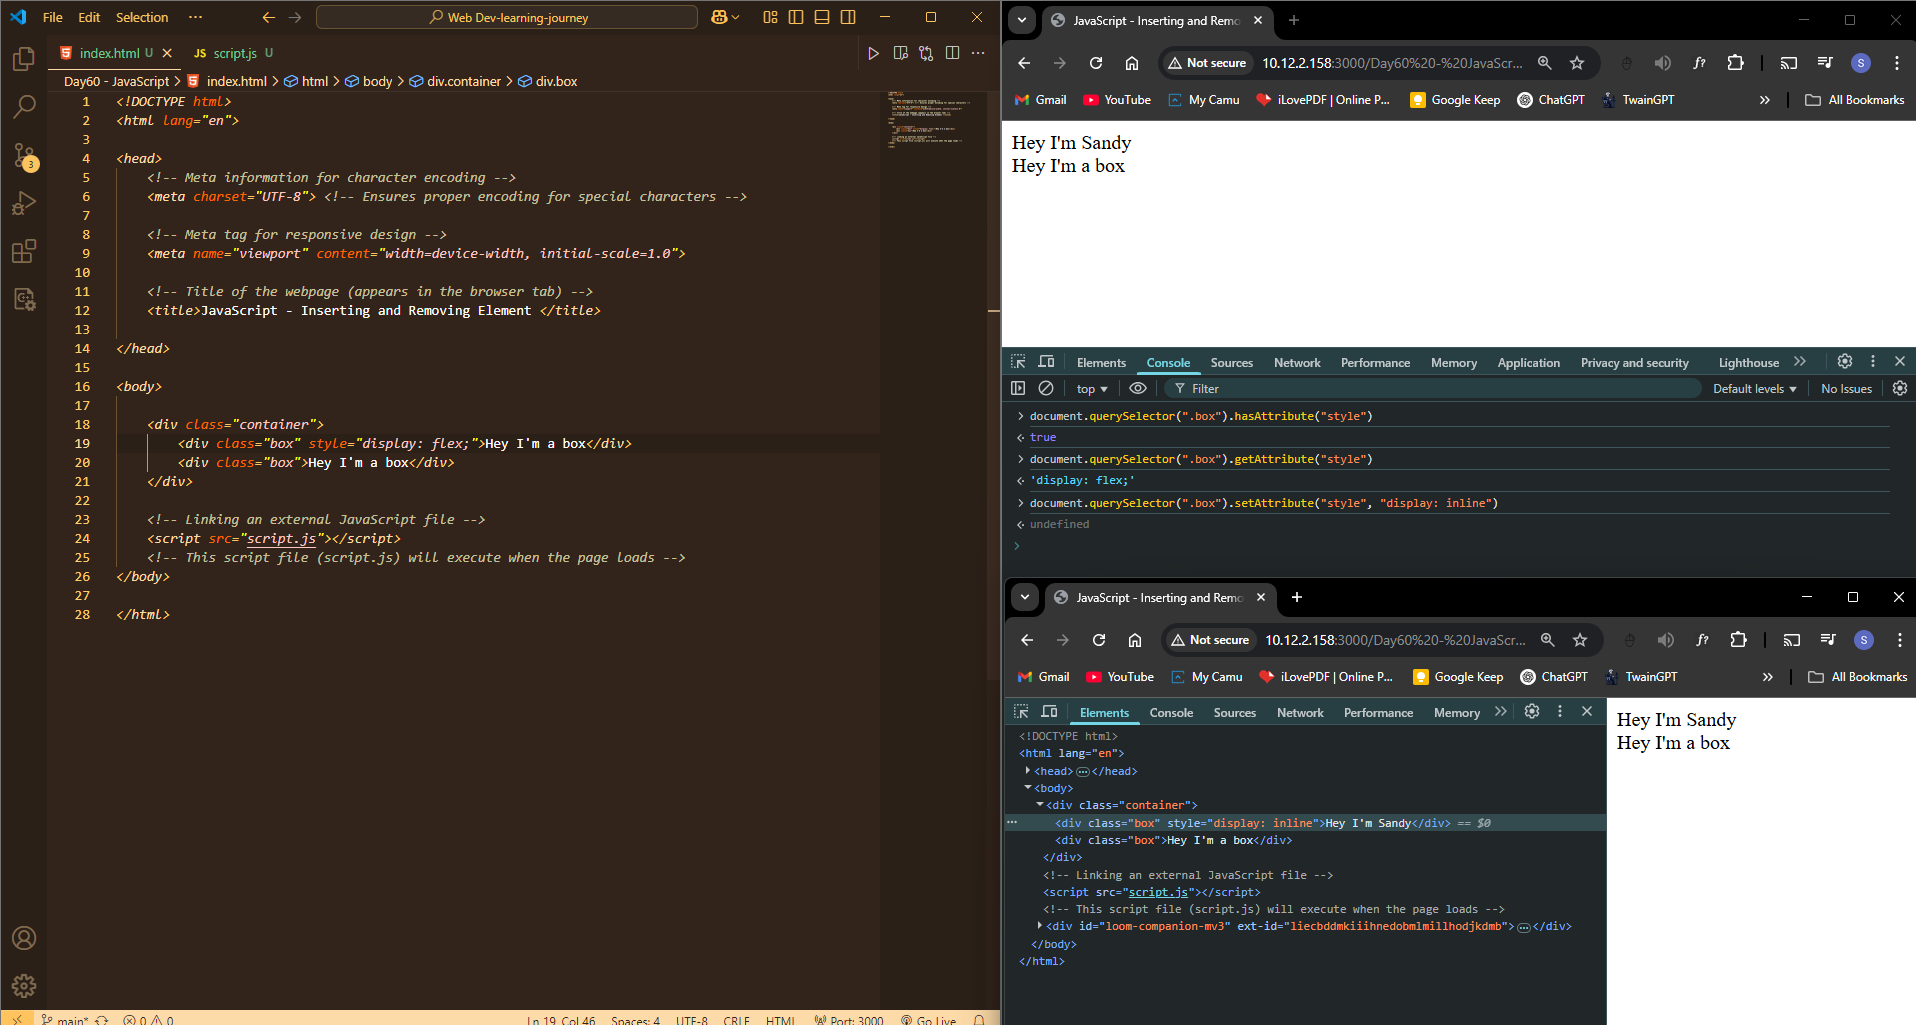 File Edit Selection ··· Web Dev-learning-journey
index.html U × JS script.js U
Day60 - JavaScript > index.html > html > body > div.container > div.box
1 <!DOCTYPE html>
2 <html lang="en">
3
4 <head>
5 <!-- Meta information for character encoding -->
6 <meta charset="UTF-8"> <!-- Ensures proper encoding for special characters -->
7
8 <!-- Meta tag for responsive design -->
9 <meta name="viewport" content="width=device-width, initial-scale=1.0">
10
11 <!-- Title of the webpage (appears in the browser tab) -->
12 <title>JavaScript - Inserting and Removing Element </title>
13
14 </head>
15
16 <body>
17
18 <div class="container">
19 <div class="box" style="display: flex;">Hey I'm a box</div>
20 <div class="box">Hey I'm a box</div>
21 </div>
22
23 <!-- Linking an external JavaScript file -->
24 <script src="script.js"></script>
25 <!-- This script file (script.js) will execute when the page loads -->
26 </body>
27
28 </html>
3
main* 0 0 Ln 19, Col 46 Spaces: 4 UTF-8 CRLF HTML Port: 3000 Go Live
JavaScript - Inserting and Remo
Not secure 10.12.2.158:3000/Day60%20-%20JavaScr... f? S
Gmail YouTube My Camu iLovePDF | Online P... Google Keep ChatGPT TwainGPT » All Bookmarks
Hey I'm Sandy
Hey I'm a box
Elements Console Sources Network Performance Memory Application Privacy and security Lighthouse »
top Filter Default levels No Issues
document.querySelector(".box").hasAttribute("style")
true
document.querySelector(".box").getAttribute("style")
'display: flex;'
document.querySelector(".box").setAttribute("style", "display: inline")
undefined
JavaScript - Inserting and Remo
Not secure 10.12.2.158:3000/Day60%20-%20JavaScr... f? S
Gmail YouTube My Camu iLovePDF | Online P... Google Keep ChatGPT TwainGPT » All Bookmarks
Elements Console Sources Network Performance Memory »
<!DOCTYPE html>
<html lang="en">
<head>···</head>
<body>
<div class="container">
··· <div class="box" style="display: inline">Hey I'm Sandy</div> == $0
<div class="box">Hey I'm a box</div>
</div>
<!-- Linking an external JavaScript file -->
<script src="script.js"></script>
<!-- This script file (script.js) will execute when the page loads -->
<div id="loom-companion-mv3" ext-id="liecbddmkiiihnedobmlmillhodjkdmb">···</div>
</body>
</html>
Hey I'm Sandy
Hey I'm a box